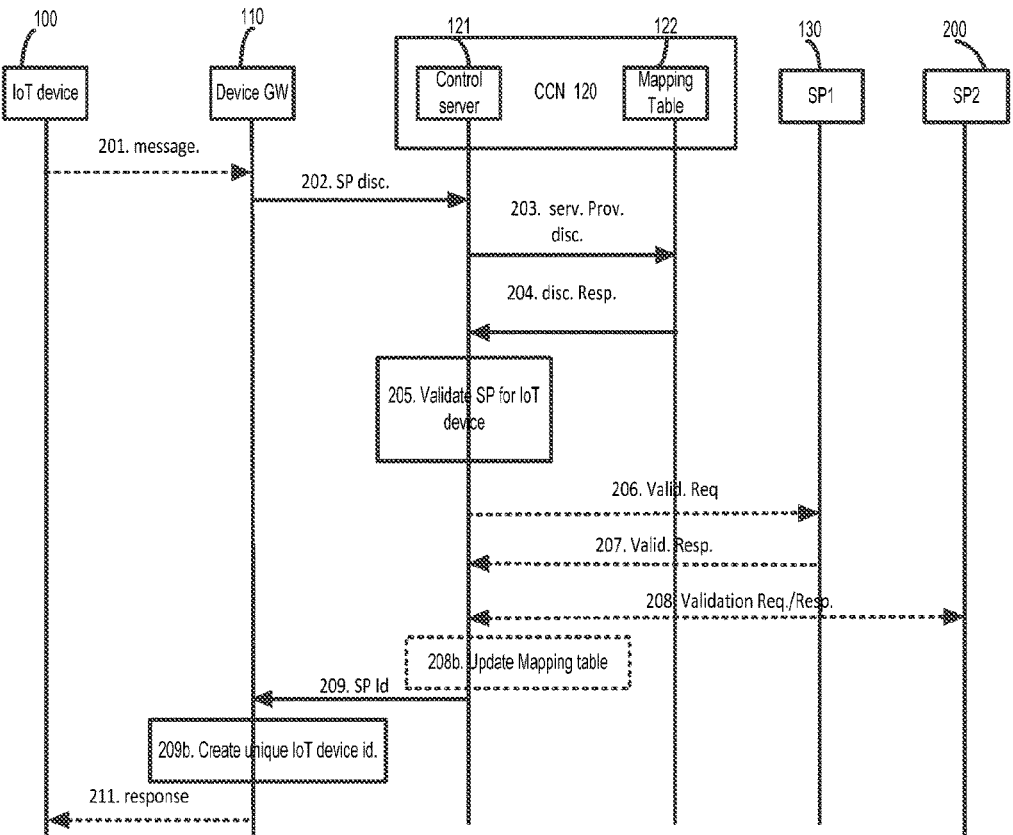 100
110
121
122
130
200
IoT device
Device GW
Control
server
CCN 120
Mapping
Table
SP1
SP2
201. message.
202. SP disc.
203. serv. Prov.
disc.
204. disc. Resp.
205. Validate SP for IoT
device
206. Valid. Req
207. Valid. Resp.
208. Validation Req./Resp.
208b. Update Mapping table
209. SP Id
209b. Create unique IoT device id.
211. response